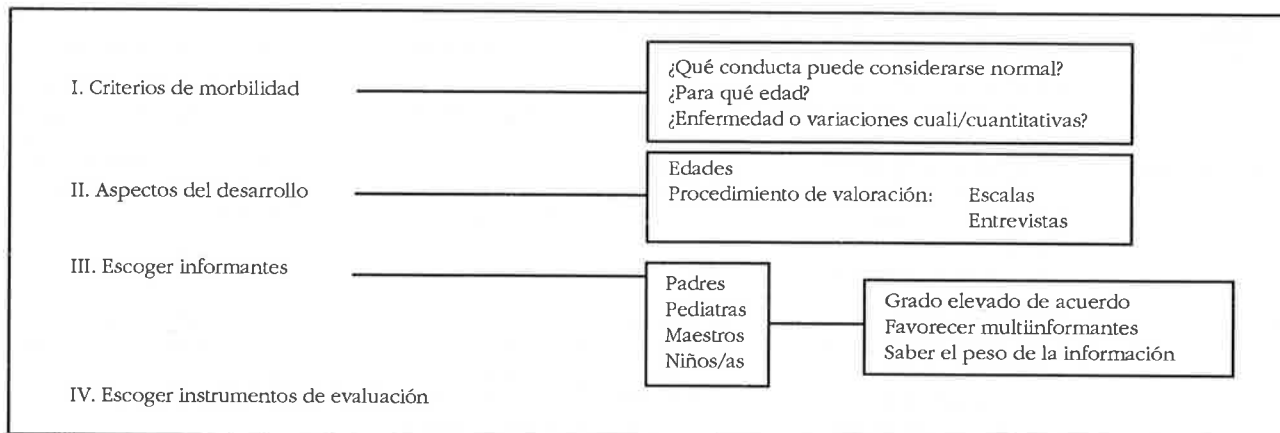 I. Criterios de morbilidad
¿Qué conducta puede considerarse normal?
¿Para qué edad?
¿Enfermedad o variaciones cuali/cuantitativas?
II. Aspectos del desarrollo
Edades
Procedimiento de valoración: Escalas
Entrevistas
III. Escoger informantes
Padres
Pediatras
Maestros
Niños/as
Grado elevado de acuerdo
Favorecer multiinformantes
Saber el peso de la información
IV. Escoger instrumentos de evaluación